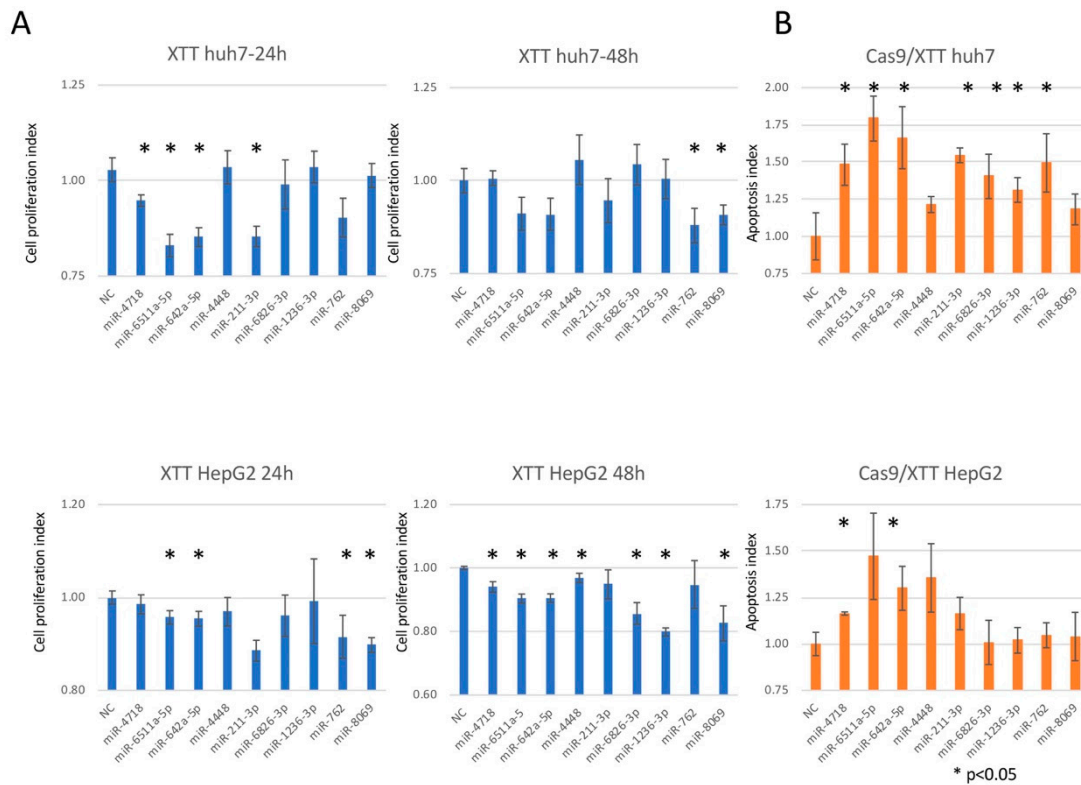 A
B
XTT huh7-24h
Cell proliferation index
1.25
1.00
0.75
* * * *
NC
miR-4718
miR-6511a-5p
miR-642a-5p
miR-4448
miR-211-3p
miR-6826-3p
miR-1236-3p
miR-762
miR-8069
XTT huh7-48h
Cell proliferation index
1.25
1.00
0.75
* *
NC
miR-4718
miR-6511a-5p
miR-642a-5p
miR-4448
miR-211-3p
miR-6826-3p
miR-1236-3p
miR-762
miR-8069
Cas9/XTT huh7
Apoptosis index
2.00
1.75
1.50
1.25
1.00
0.75
* * * * * * *
NC
miR-4718
miR-6511a-5p
miR-642a-5p
miR-4448
miR-211-3p
miR-6826-3p
miR-1236-3p
miR-762
miR-8069
XTT HepG2 24h
Cell proliferation index
1.20
1.00
0.80
* * * *
NC
miR-4718
miR-6511a-5p
miR-642a-5p
miR-4448
miR-211-3p
miR-6826-3p
miR-1236-3p
miR-762
miR-8069
XTT HepG2 48h
Cell proliferation index
1.20
1.00
0.80
0.60
* * * * * * *
NC
miR-4718
miR-6511a-5
miR-642a-5p
miR-4448
miR-211-3p
miR-6826-3p
miR-1236-3p
miR-762
miR-8069
Cas9/XTT HepG2
Apoptosis index
1.75
1.50
1.25
1.00
0.75
* *
NC
miR-4718
miR-6511a-5p
miR-642a-5p
miR-4448
miR-211-3p
miR-6826-3p
miR-1236-3p
miR-762
miR-8069
* p<0.05